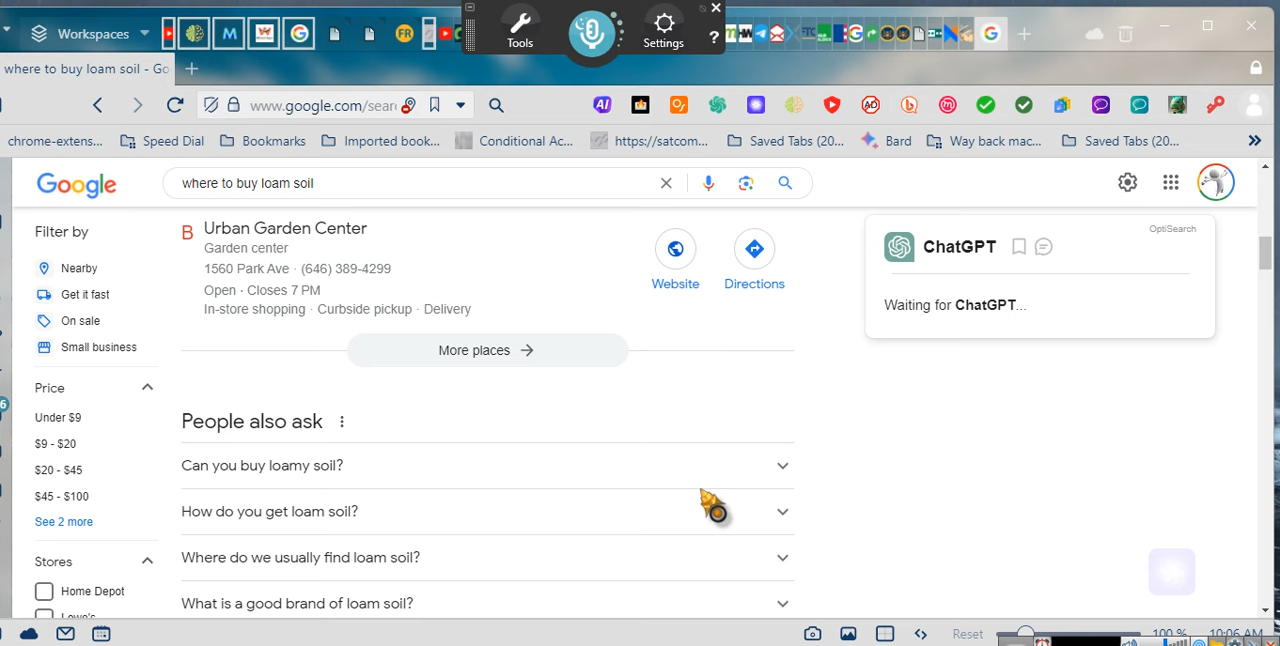 Workspaces
Tools
Settings
?
where to buy loam soil - Go
www.google.com/sear
chrome-extens...
Speed Dial
Bookmarks
Imported book...
Conditional Ac...
https://satcom...
Saved Tabs (20...
Bard
Way back mac...
Saved Tabs (20...
Google
where to buy loam soil
Filter by
Nearby
Get it fast
On sale
Small business
Price
Under $9
$9 - $20
$20 - $45
$45 - $100
See 2 more
Stores
Home Depot
Lowe's
B
Urban Garden Center
Garden center
1560 Park Ave · (646) 389-4299
Open · Closes 7 PM
In-store shopping · Curbside pickup · Delivery
Website
Directions
More places
People also ask
Can you buy loamy soil?
How do you get loam soil?
Where do we usually find loam soil?
What is a good brand of loam soil?
OptiSearch
ChatGPT
Waiting for ChatGPT...
Reset
100 %
10:06 AM